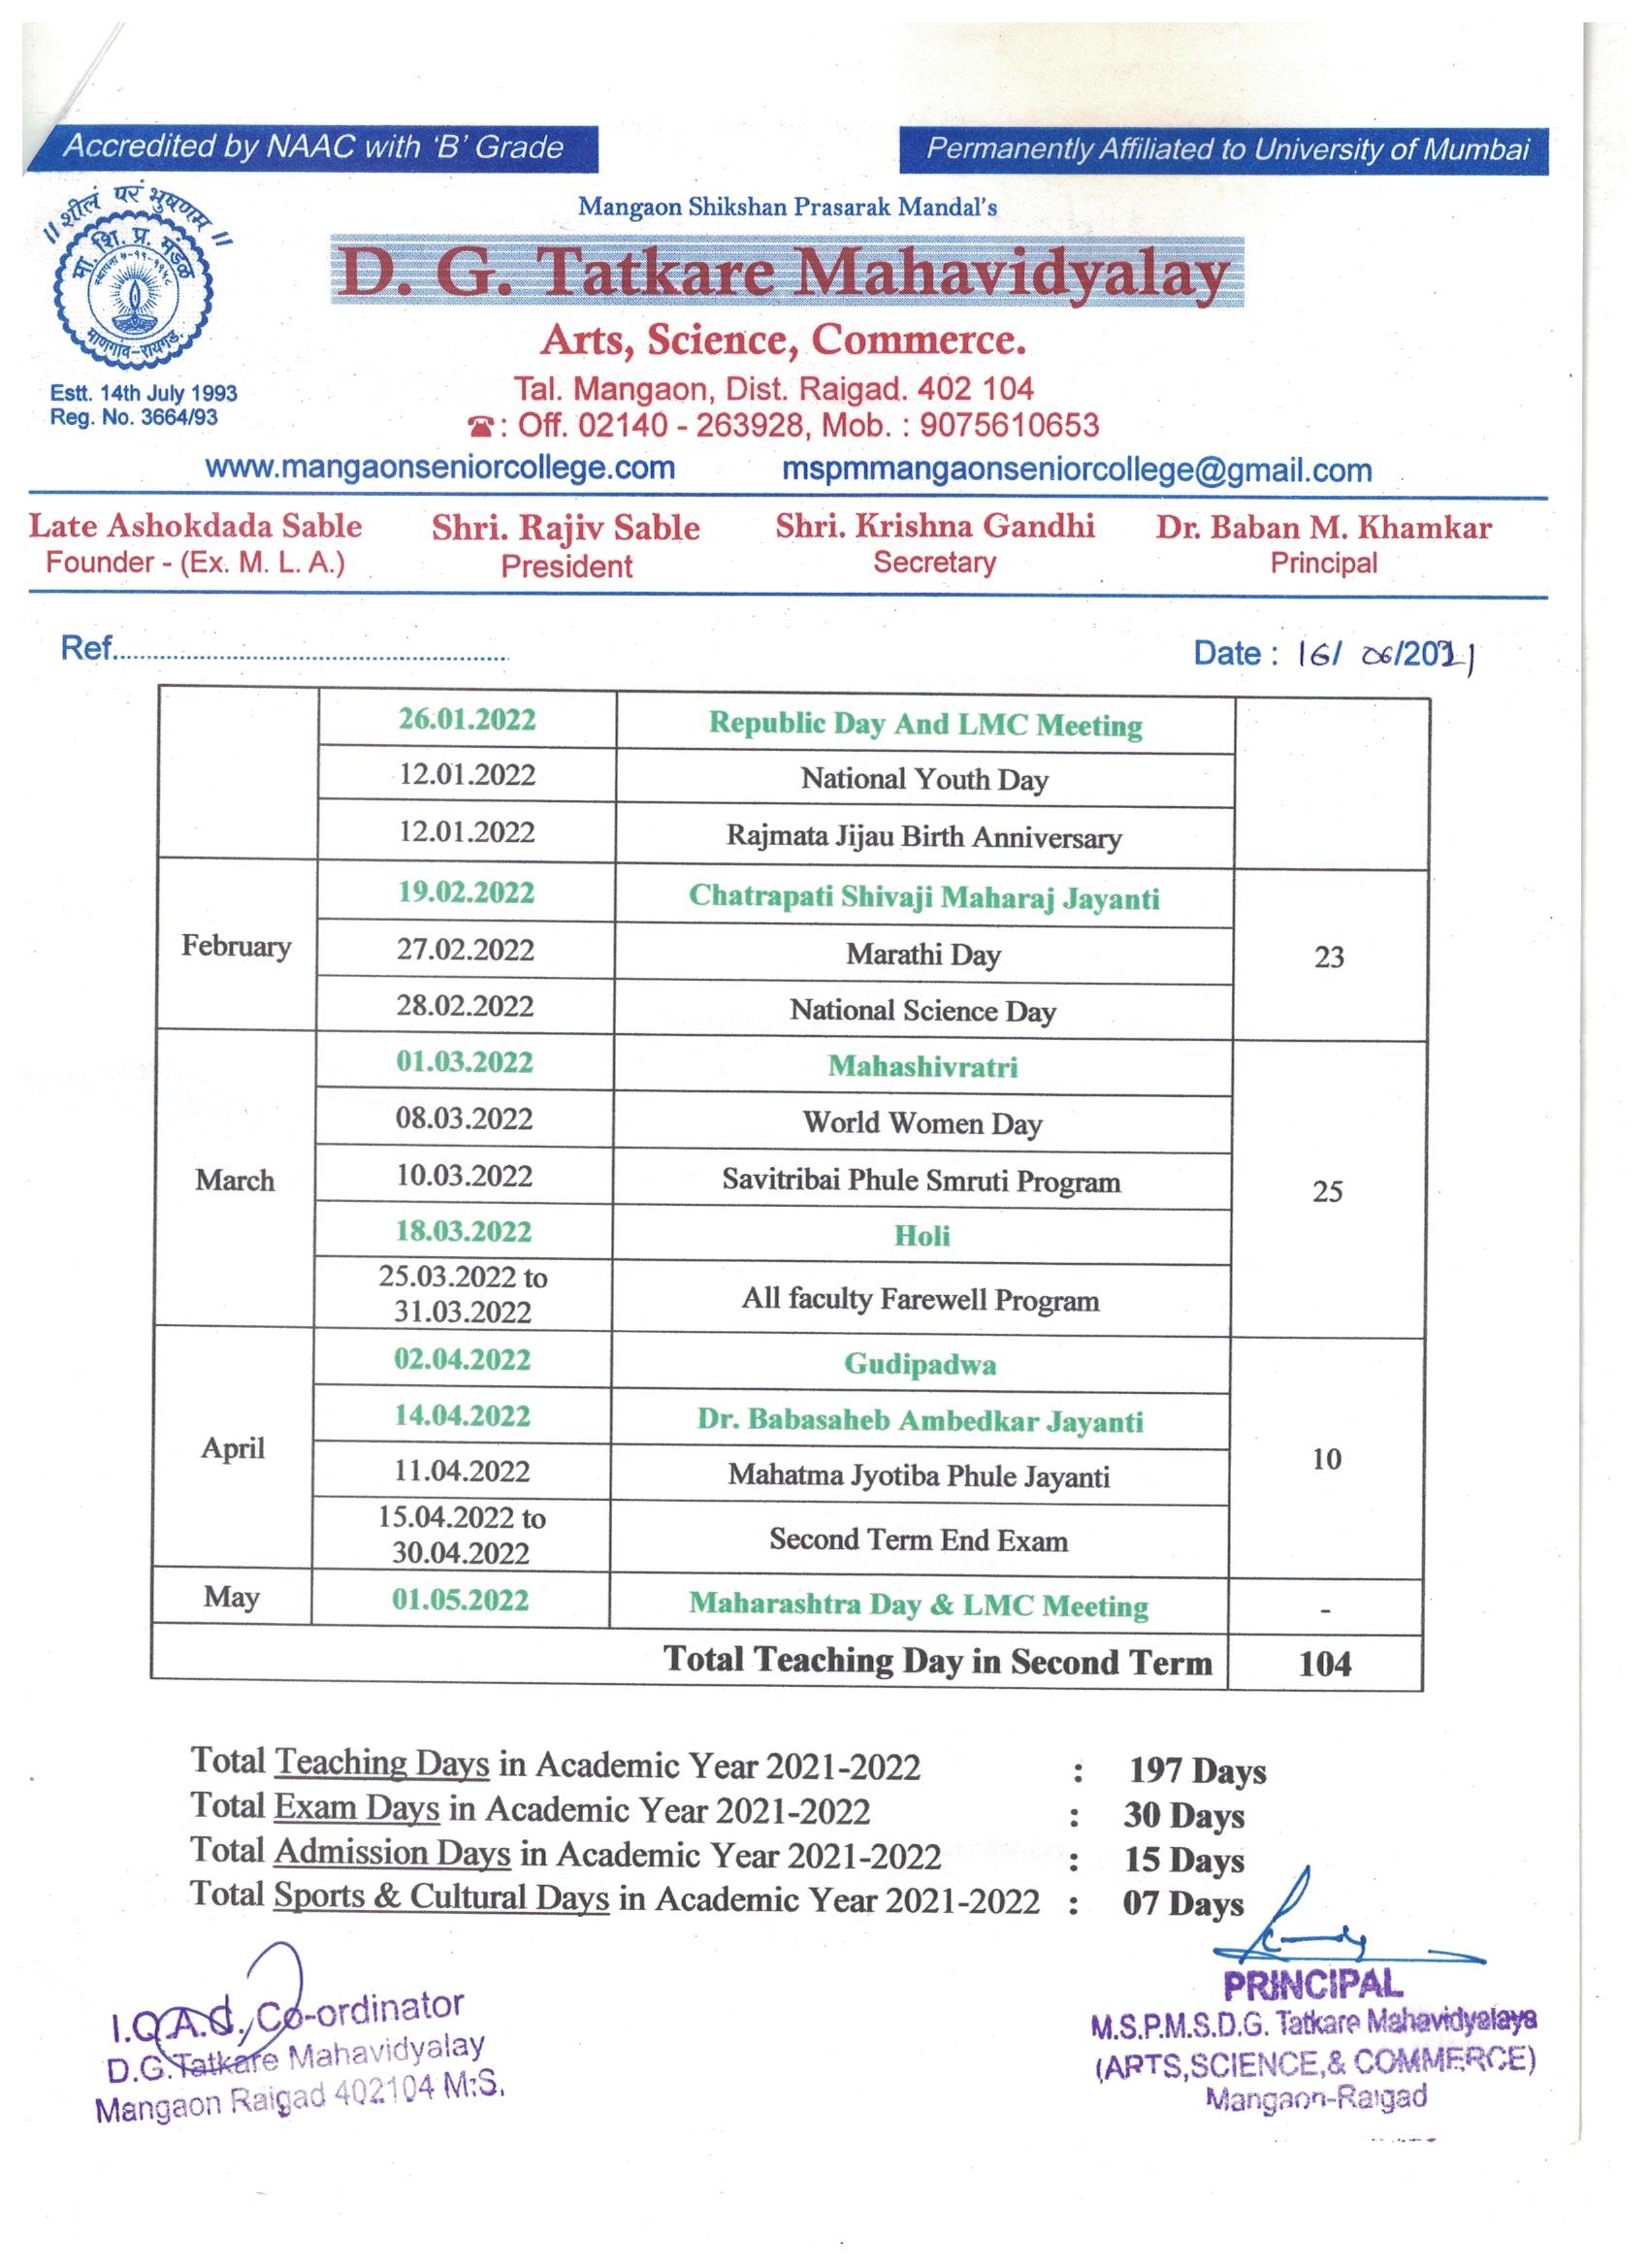 Accredited by NAAC with 'B' Grade
Permanently Affiliated to University of Mumbai
॥ शीलं परं भुषणम् ॥
मा. शि. प्र. मंडळ
माणगांव-रायगड.
Estt. 14th July 1993
Reg. No. 3664/93
Mangaon Shikshan Prasarak Mandal's
D. G. Tatkare Mahavidyalay
Arts, Science, Commerce.
Tal. Mangaon, Dist. Raigad. 402 104
☎: Off. 02140 - 263928, Mob. : 9075610653
www.mangaonseniorcollege.com mspmmangaonseniorcollege@gmail.com
Late Ashokdada Sable Shri. Rajiv Sable Shri. Krishna Gandhi Dr. Baban M. Khamkar
Founder - (Ex. M. L. A.) President Secretary Principal
Ref.......................................................... Date : 16/ 06/2021
26.01.2022 Republic Day And LMC Meeting
12.01.2022 National Youth Day
12.01.2022 Rajmata Jijau Birth Anniversary
February 23
19.02.2022 Chatrapati Shivaji Maharaj Jayanti
27.02.2022 Marathi Day
28.02.2022 National Science Day
March 25
01.03.2022 Mahashivratri
08.03.2022 World Women Day
10.03.2022 Savitribai Phule Smruti Program
18.03.2022 Holi
25.03.2022 to
31.03.2022 All faculty Farewell Program
April 10
02.04.2022 Gudipadwa
14.04.2022 Dr. Babasaheb Ambedkar Jayanti
11.04.2022 Mahatma Jyotiba Phule Jayanti
15.04.2022 to
30.04.2022 Second Term End Exam
May 01.05.2022 Maharashtra Day & LMC Meeting -
Total Teaching Day in Second Term 104
Total Teaching Days in Academic Year 2021-2022 : 197 Days
Total Exam Days in Academic Year 2021-2022 : 30 Days
Total Admission Days in Academic Year 2021-2022 : 15 Days
Total Sports & Cultural Days in Academic Year 2021-2022 : 07 Days
I.Q.A.C., Co-ordinator
D.G.Tatkare Mahavidyalay
Mangaon Raigad 402104 M.S.
PRINCIPAL
M.S.P.M.S.D.G. Tatkare Mahavidyalaya
(ARTS,SCIENCE,& COMMERCE)
Mangaon-Raigad